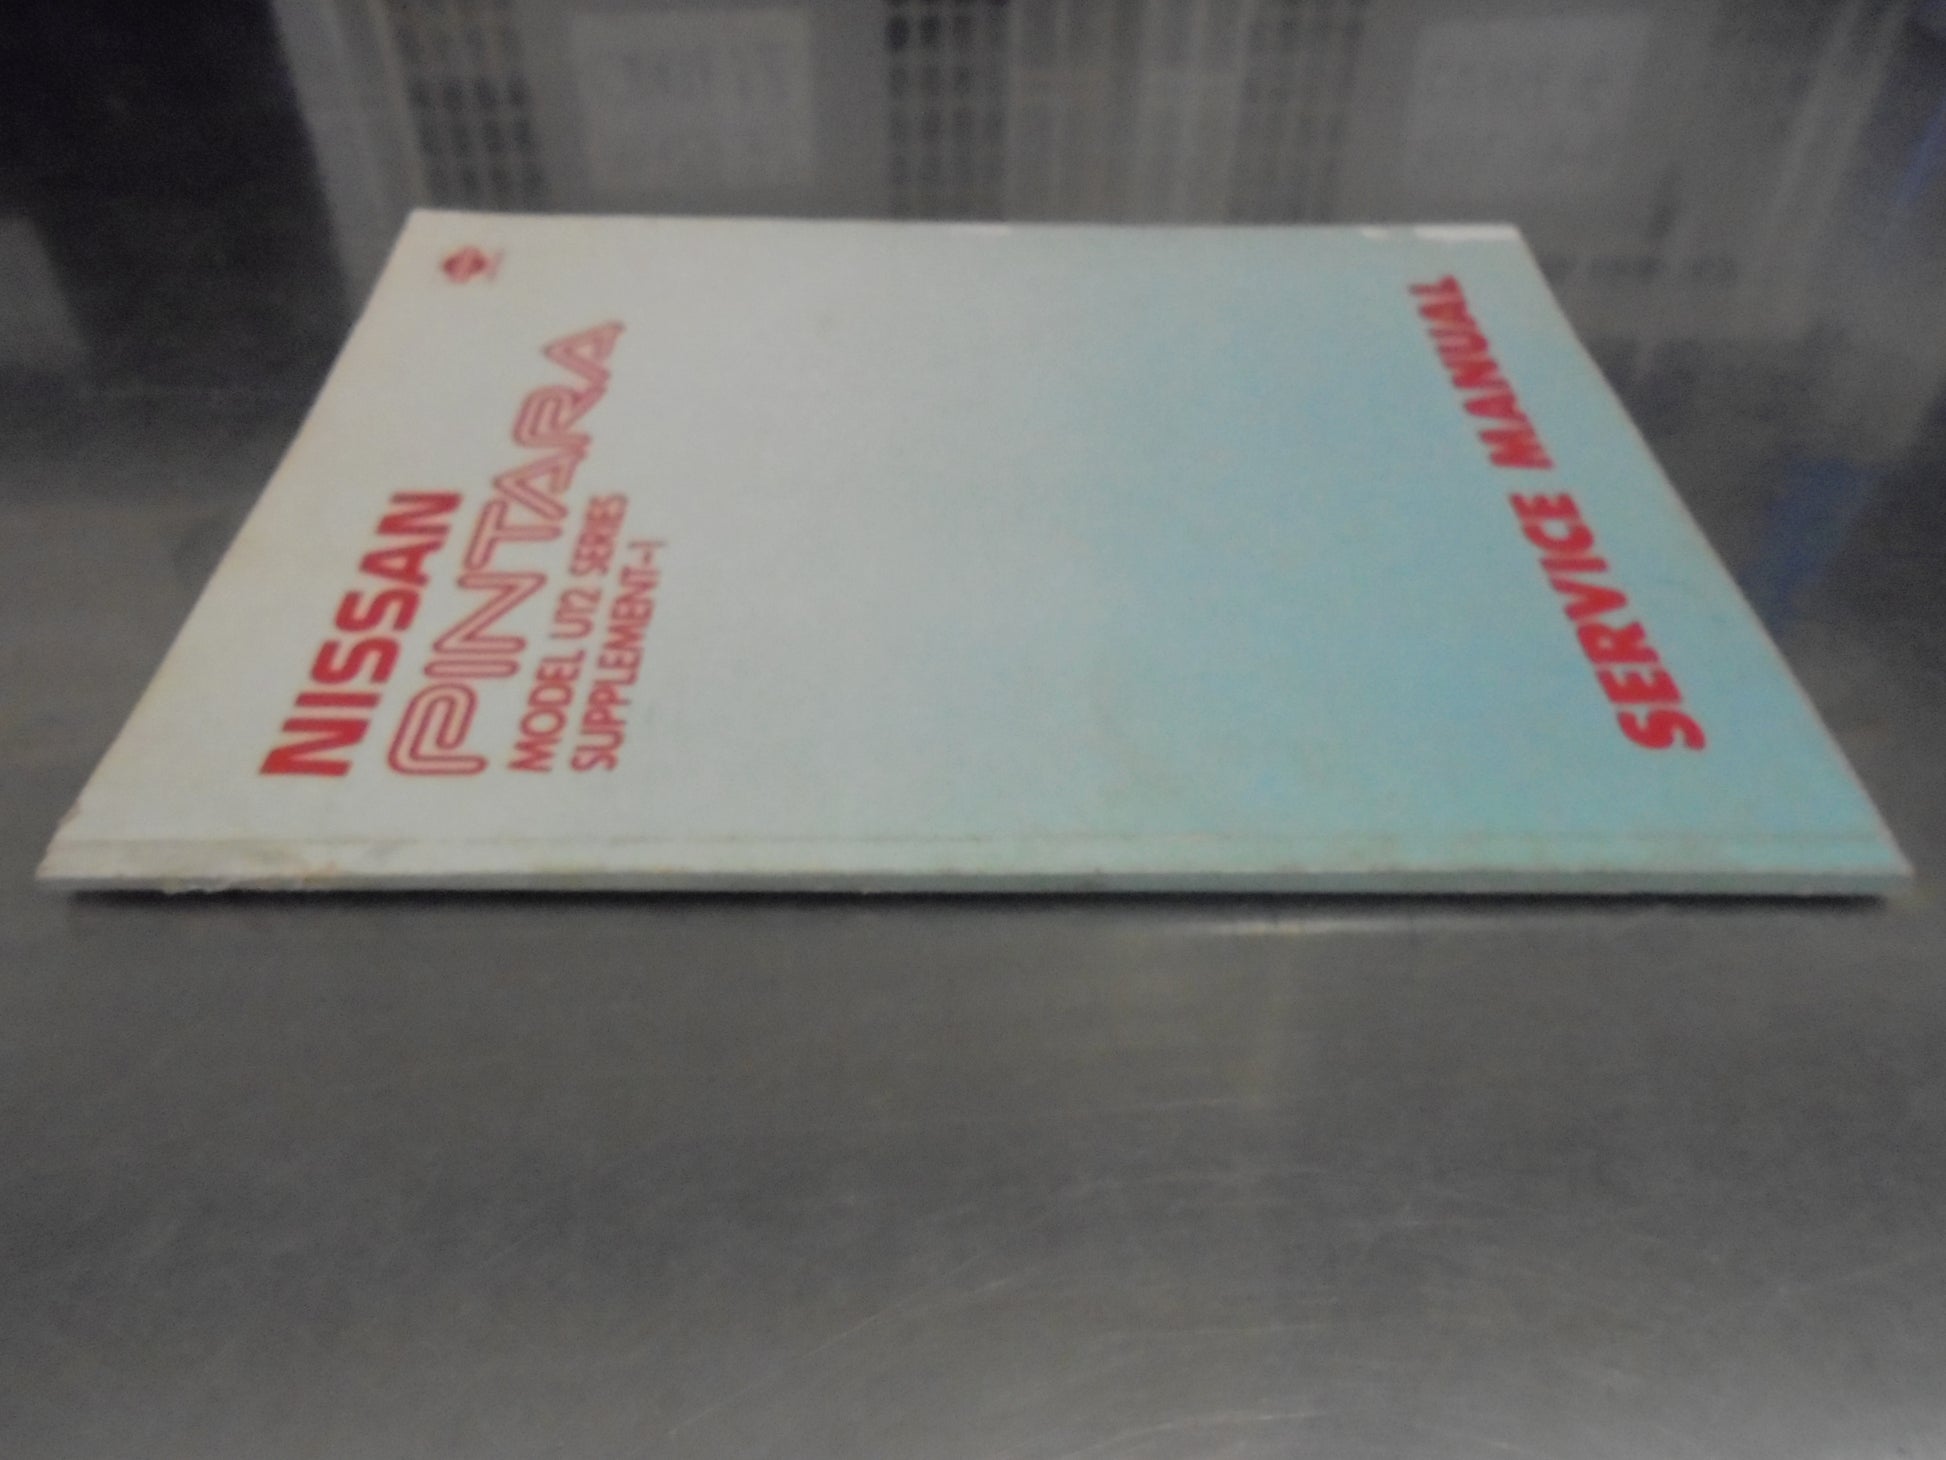 NISSAN
PINTARA
MODEL U12 SERIES
SUPPLEMENT-I
SERVICE MANUAL